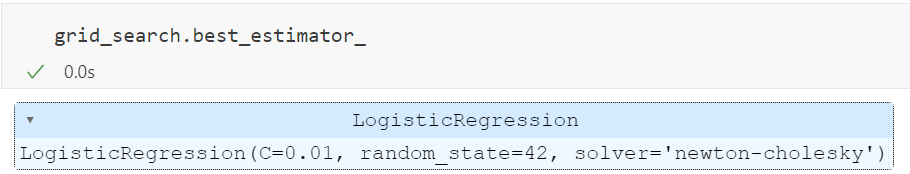 grid_search.best_estimator_
0.0s
LogisticRegression
LogisticRegression(C=0.01, random_state=42, solver='newton-cholesky')